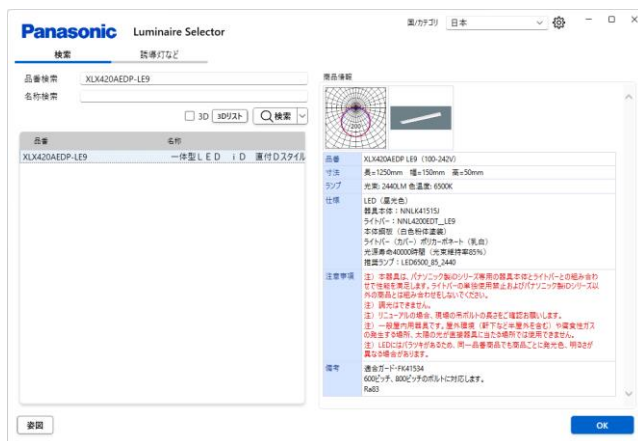 Panasonic Luminaire Selector
国/カテゴリ 日本
検索 誘導灯など
品番検索 XLX420AEDP-LE9
名称検索
3D 3Dリスト 検索
品番 名称
XLX420AEDP-LE9 一体型LED iD 直付Dスタイル
商品情報
200
品番 XLX420AEDP LE9 (100-242V)
寸法 長=1250mm 幅=150mm 高=50mm
ランプ 光束: 2440LM 色温度: 6500K
仕様 LED(昼光色)
器具本体:NNLK41515J
ライトバー:NNL4200EDT_LE9
本体鋼板(白色粉体塗装)
ライトバー(カバー)ポリカーボネート(乳白)
光源寿命40000時間(光束維持率85%)
推奨ランプ:LED6500_85_2440
注意事項 注)本器具は、パナソニック製iDシリーズ専用の器具本体とライトバーとの組み合わ
せで性能を満足します。ライトバーの単独使用禁止およびパナソニック製iDシリーズ以
外の商品とは組み合わせをしないでください。
注)調光はできません。
注)リニューアルの場合、現場の吊ボルトの長さをご確認お願いします。
注)一般屋内用器具です。屋外環境(軒下など半屋外を含む)や腐食性ガス
の発生する場所、太陽の光が直接器具に当たる場所では使用できません。
注)LEDにはバラツキがあるため、同一品番商品でも商品ごとに発光色、明るさが
異なる場合があります。
備考 適合ガード・FK41534
600ピッチ、800ピッチのボルトに対応します。
Ra83
姿図 OK